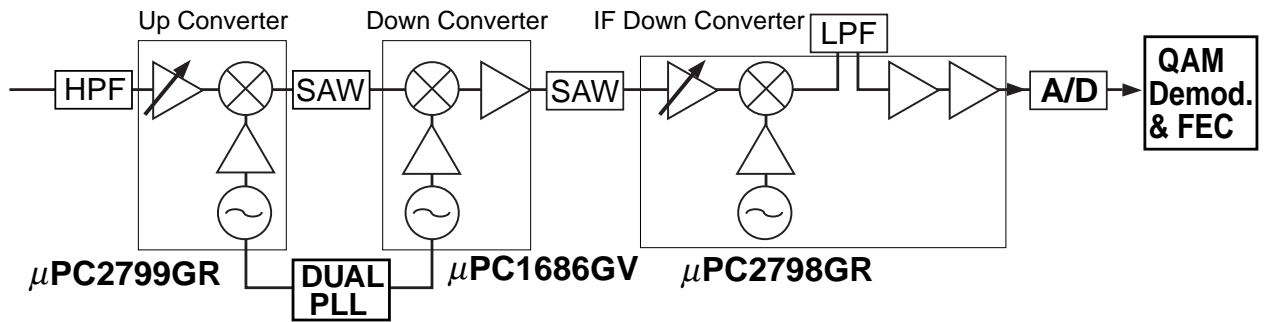 Up Converter
Down Converter
IF Down Converter
LPF
HPF
SAW
SAW
A/D
QAM
Demod.
& FEC
μPC2799GR
DUAL
PLL
μPC1686GV
μPC2798GR